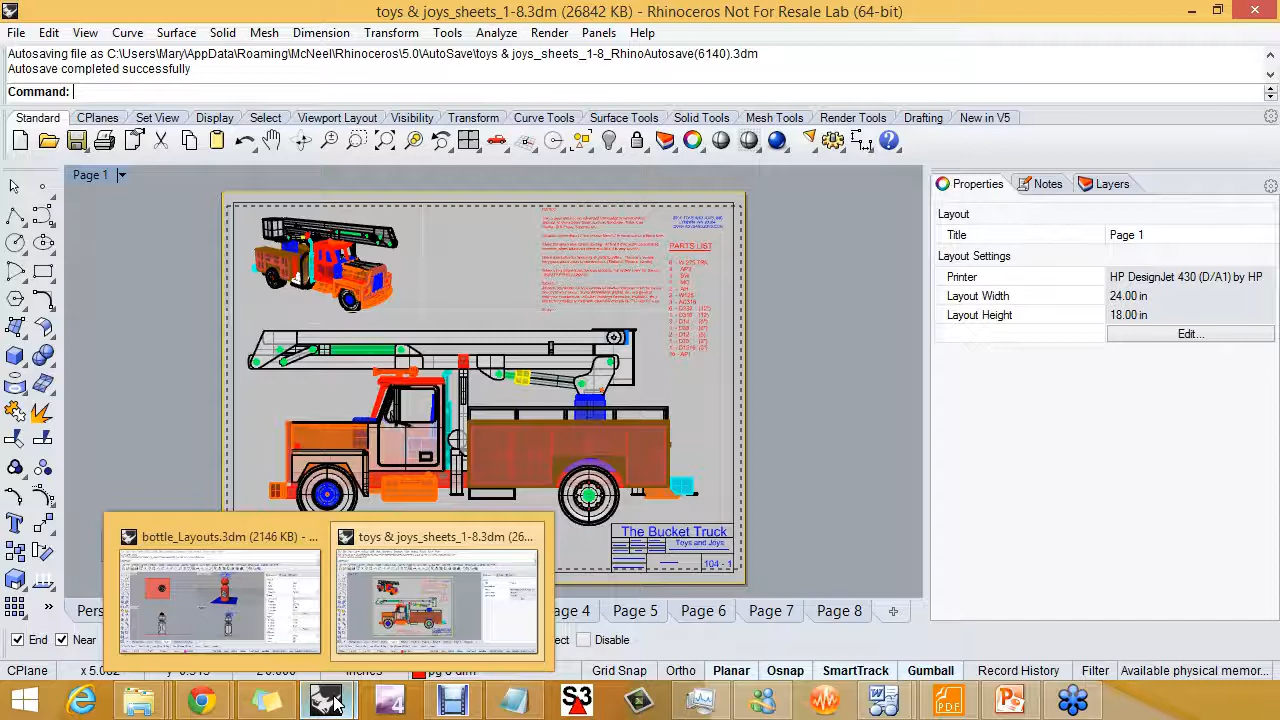 toys & joys_sheets_1-8.3dm (26842 KB) - Rhinoceros Not For Resale Lab (64-bit)
File Edit View Curve Surface Solid Mesh Dimension Transform Tools Analyze Render Panels Help
Autosaving file as C:\Users\Mary\AppData\Roaming\McNeel\Rhinoceros\5.0\AutoSave\toys & joys_sheets_1-8_RhinoAutosave(6140).3dm
Autosave completed successfully
Command:
Standard CPlanes Set View Display Select Viewport Layout Visibility Transform Curve Tools Surface Tools Solid Tools Mesh Tools Render Tools Drafting New in V5
Page 1
Properties Notes Layers
Layout
Title Page 1
Layout Settings
Printer HP DesignJet 430 (D/A1) by HP
Layout Width 24.00 in
Layout Height 18.00 in
Edit...
PARTS LIST
The Bucket Truck
Toys and Joys
104 - 1
bottle_Layouts.3dm (2146 KB) - ...
toys & joys_sheets_1-8.3dm (26...
Page 5 Page 6 Page 7 Page 8
End Near Disable
CPlane Grid Snap Ortho Planar Osnap SmartTrack Gumball Record History Filter Available physical memor...